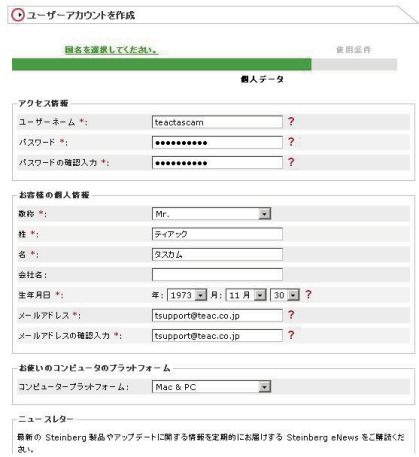 ユーザーアカウントを作成
国名を選択してください。 使用条件
個人データ
アクセス情報
ユーザーネーム *: teactascam ?
パスワード *: ●●●●●●●●●● ?
パスワードの確認入力 *: ●●●●●●●●●● ?
お客様の個人情報
敬称 *: Mr.
姓 *: ティアック
名 *: タスカム
会社名:
生年月日 *: 年: 1973 月: 11 月 30 ?
メールアドレス *: tsupport@teac.co.jp ?
メールアドレスの確認入力 *: tsupport@teac.co.jp ?
お使いのコンピュータのプラットフォーム
コンピュータープラットフォーム: Mac & PC
ニュースレター
最新の Steinberg 製品やアップデートに関する情報を定期的にお届けする Steinberg eNews をご購読くだ
さい。